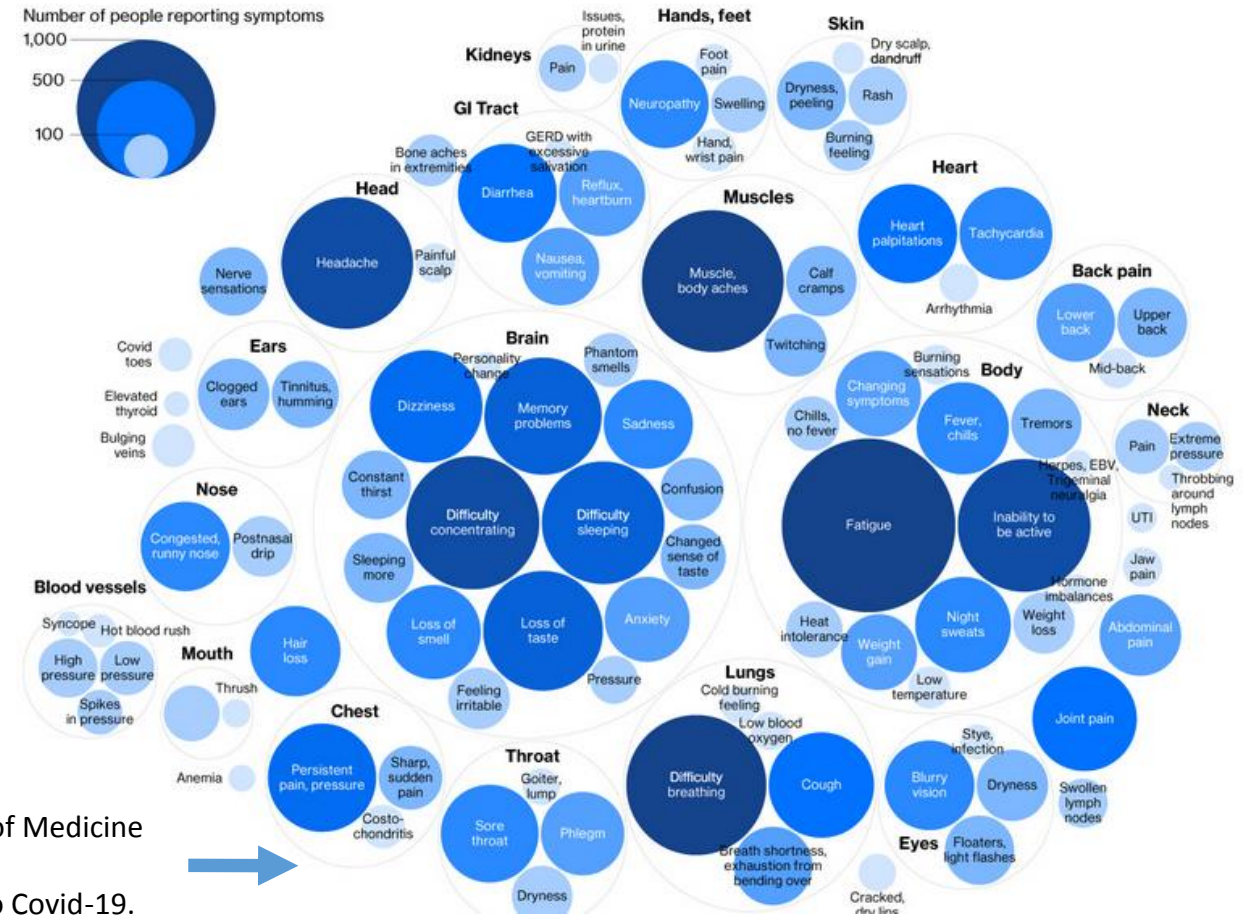 Number of people reporting symptoms
1,000
500
100
Kidneys
Pain
Issues,
protein
in urine
Hands, feet
Foot
pain
Neuropathy
Swelling
Hand,
wrist pain
Skin
Dry scalp,
dandruff
Dryness,
peeling
Rash
Burning
feeling
GI Tract
GERD with
excessive
salivation
Diarrhea
Reflux,
heartburn
Nausea,
vomiting
Bone aches
in extremities
Head
Headache
Painful
scalp
Nerve
sensations
Muscles
Muscle,
body aches
Calf
cramps
Twitching
Heart
Heart
palpitations
Tachycardia
Arrhythmia
Back pain
Lower
back
Upper
back
Mid-back
Covid
toes
Elevated
thyroid
Bulging
veins
Ears
Clogged
ears
Tinnitus,
humming
Brain
Personality
change
Phantom
smells
Dizziness
Memory
problems
Sadness
Constant
thirst
Confusion
Difficulty
concentrating
Difficulty
sleeping
Changed
sense of
taste
Sleeping
more
Loss of
smell
Loss of
taste
Anxiety
Feeling
irritable
Pressure
Body
Burning
sensations
Changing
symptoms
Chills,
no fever
Fever,
chills
Tremors
Herpes, EBV,
Trigeminal
neuralgia
Fatigue
Inability to
be active
Hormone
imbalances
Heat
intolerance
Weight
gain
Night
sweats
Weight
loss
Low
temperature
Neck
Pain
Extreme
pressure
Throbbing
around
lymph
nodes
UTI
Jaw
pain
Abdominal
pain
Joint pain
Swollen
lymph
nodes
Nose
Congested,
runny nose
Postnasal
drip
Blood vessels
Syncope
Hot blood rush
High
pressure
Low
pressure
Spikes
in pressure
Mouth
Thrush
Hair
loss
Anemia
Chest
Persistent
pain, pressure
Sharp,
sudden
pain
Costo-
chondritis
Throat
Goiter,
lump
Sore
throat
Phlegm
Dryness
Lungs
Cold burning
feeling
Low blood
oxygen
Difficulty
breathing
Cough
Breath shortness,
exhaustion from
bending over
Eyes
Stye,
infection
Blurry
vision
Dryness
Floaters,
light flashes
Cracked,
dry lips
of Medicine
Covid-19.